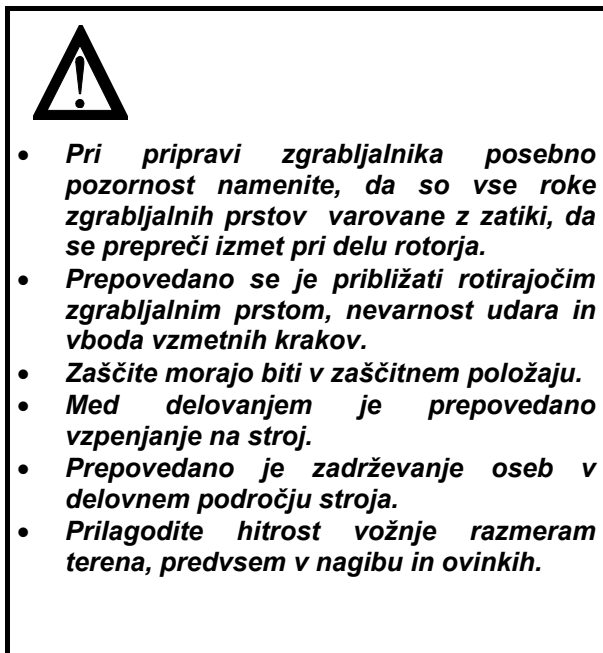 • Pri pripravi zgrabljalnika posebno
pozornost namenite, da so vse roke
zgrabljalnih prstov varovane z zatiki, da
se prepreči izmet pri delu rotorja.
• Prepovedano se je približati rotirajočim
zgrabljalnim prstom, nevarnost udara in
vboda vzmetnih krakov.
• Zaščite morajo biti v zaščitnem položaju.
• Med delovanjem je prepovedano
vzpenjanje na stroj.
• Prepovedano je zadrževanje oseb v
delovnem področju stroja.
• Prilagodite hitrost vožnje razmeram
terena, predvsem v nagibu in ovinkih.